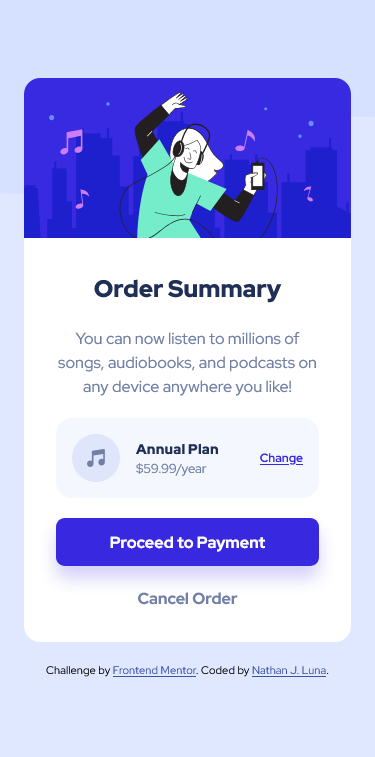 Order Summary
You can now listen to millions of
songs, audiobooks, and podcasts on
any device anywhere you like!
Annual Plan
$59.99/year
Change
Proceed to Payment
Cancel Order
Challenge by Frontend Mentor. Coded by Nathan J. Luna.